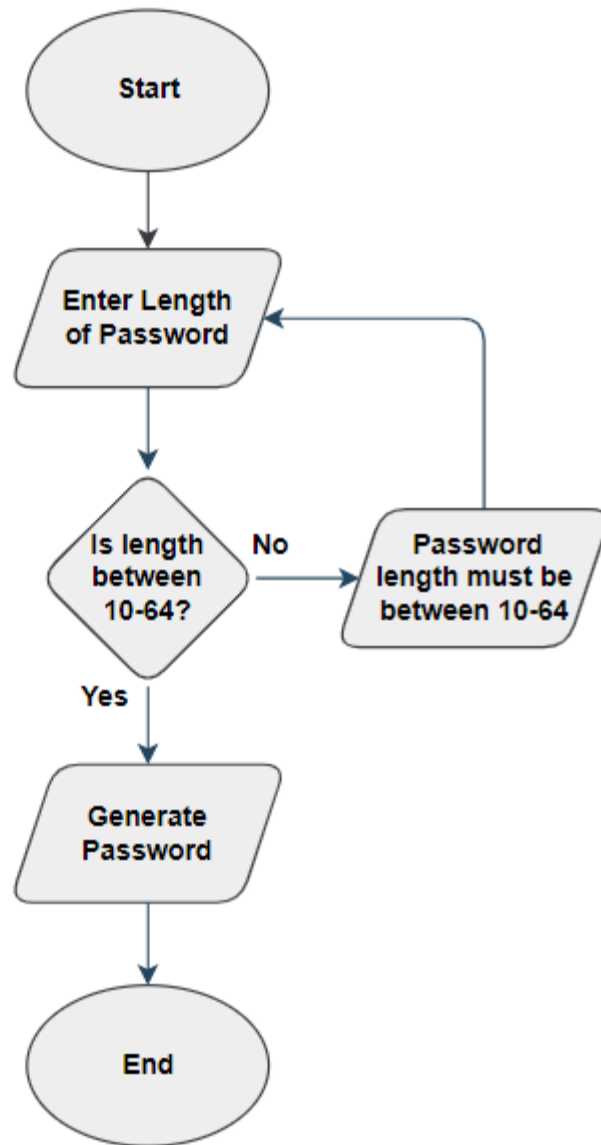 Start
Enter Length
of Password
Is length
between
10-64?
No
Password
length must be
between 10-64
Yes
Generate
Password
End